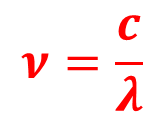 ν = c/λ